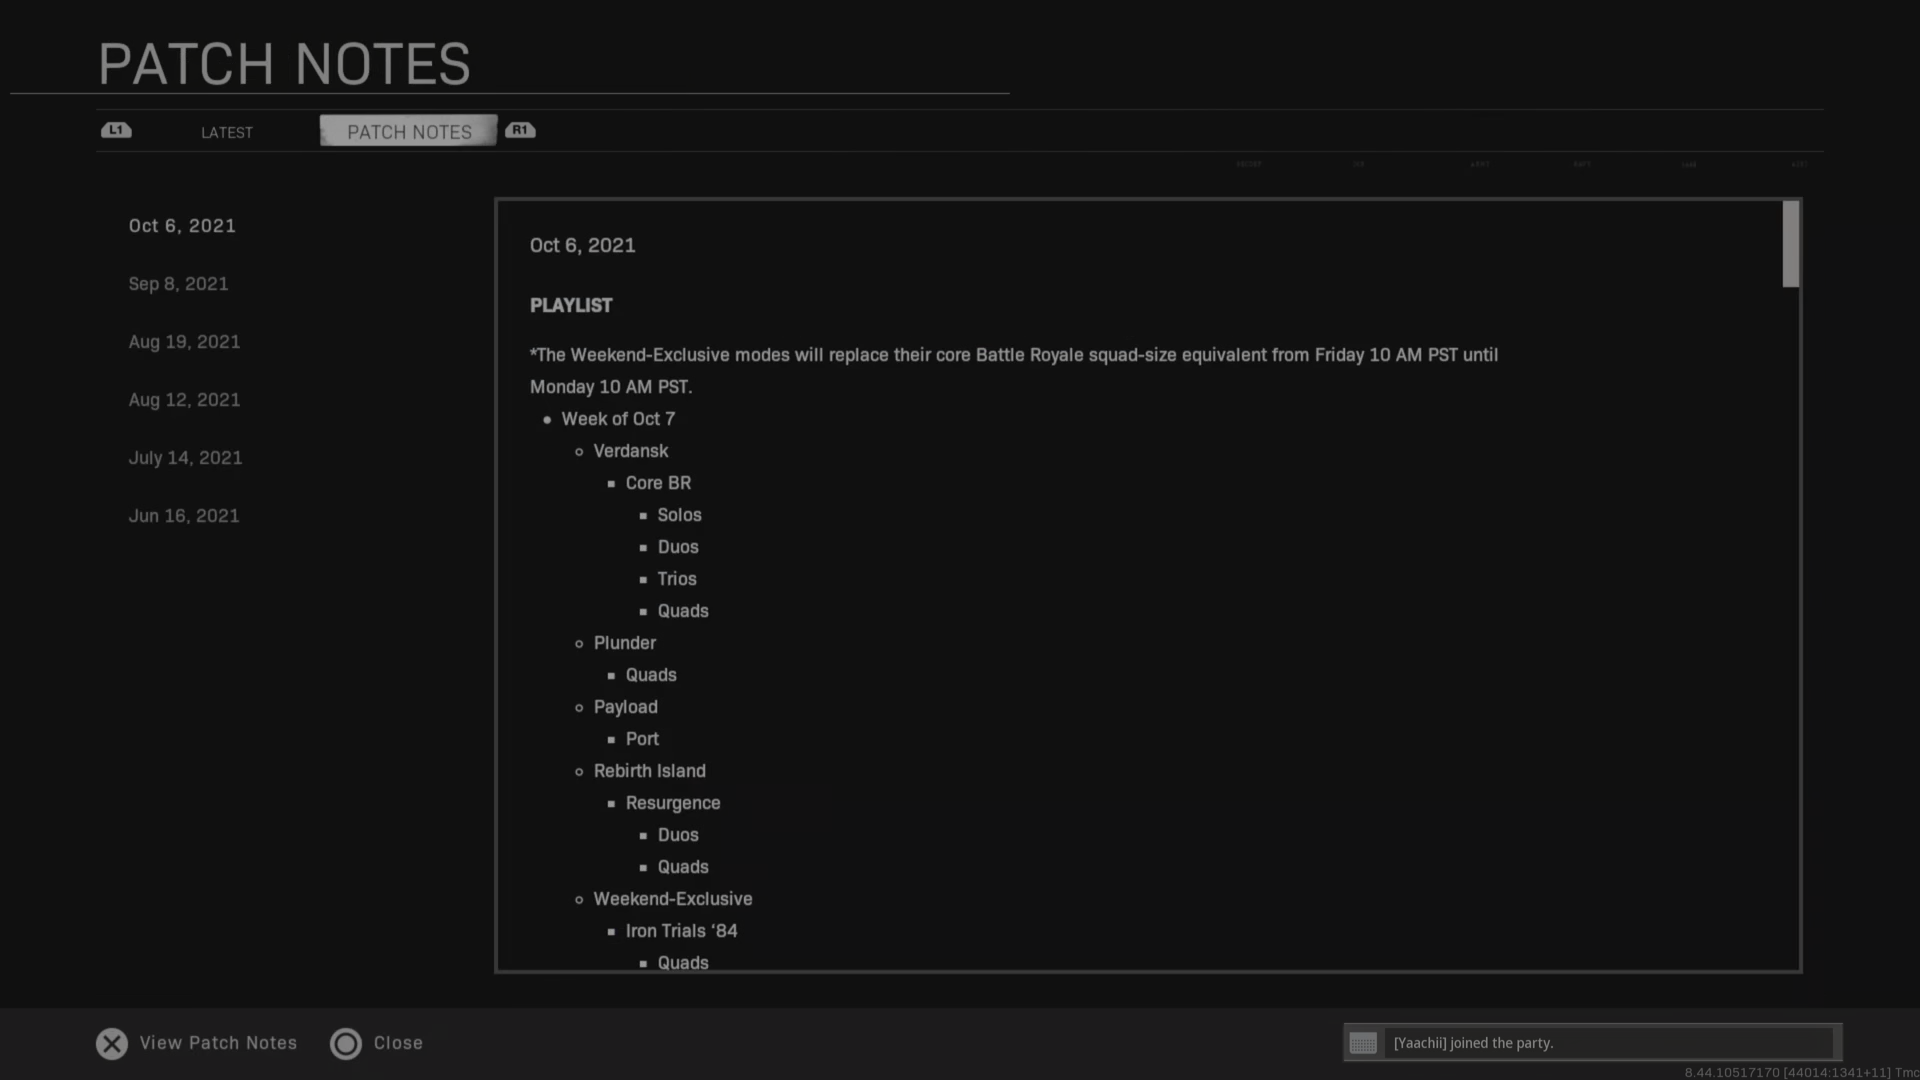 PATCH NOTES
L1 LATEST PATCH NOTES R1
Oct 6, 2021
Sep 8, 2021
Aug 19, 2021
Aug 12, 2021
July 14, 2021
Jun 16, 2021
Oct 6, 2021
PLAYLIST
*The Weekend-Exclusive modes will replace their core Battle Royale squad-size equivalent from Friday 10 AM PST until
Monday 10 AM PST.
Week of Oct 7
Verdansk
Core BR
Solos
Duos
Trios
Quads
Plunder
Quads
Payload
Port
Rebirth Island
Resurgence
Duos
Quads
Weekend-Exclusive
Iron Trials ‘84
Quads
View Patch Notes Close
[Yaachii] joined the party.
8.44.10517170 [44014:1341+11] Tmc